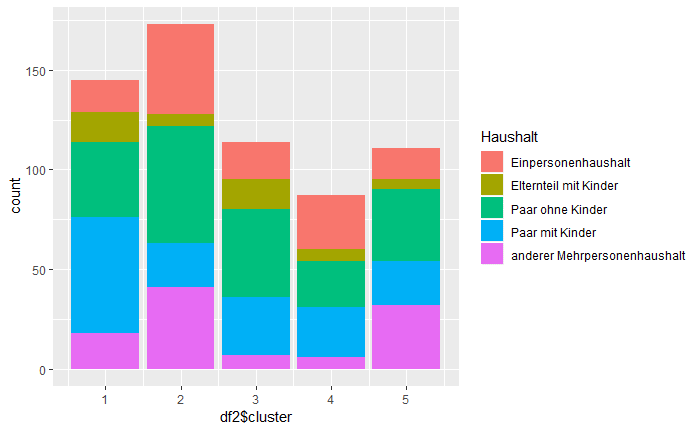 150
100
50
0
count
1 2 3 4 5
df2$cluster
Haushalt
Einpersonenhaushalt
Elternteil mit Kinder
Paar ohne Kinder
Paar mit Kinder
anderer Mehrpersonenhaushalt